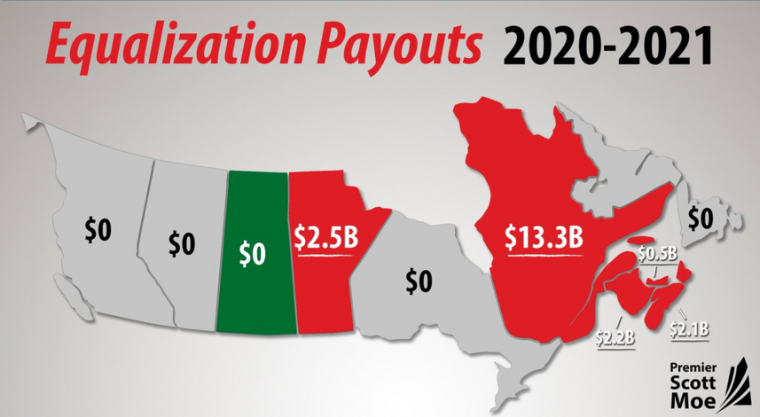 Equalization Payouts 2020-2021
$0
$0
$0
$2.5B
$0
$13.3B
$0
$0.5B
$2.2B
$2.1B
Premier
Scott
Moe